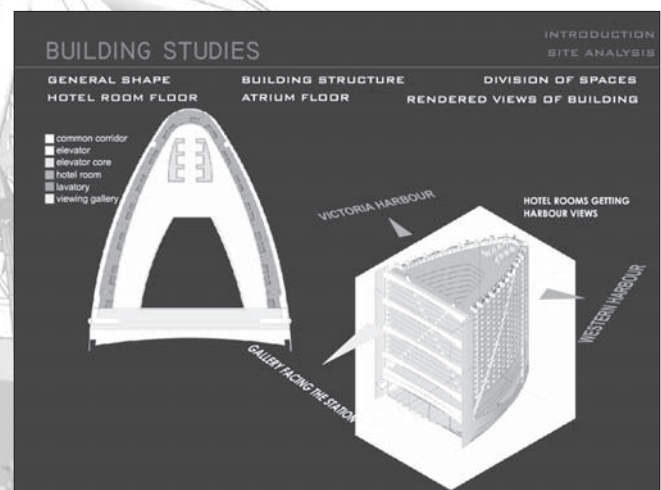 INTRODUCTION
BUILDING STUDIES
SITE ANALYSIS
GENERAL SHAPE
BUILDING STRUCTURE
DIVISION OF SPACES
HOTEL ROOM FLOOR
ATRIUM FLOOR
RENDERED VIEWS OF BUILDING
common corridor
elevator
elevator core
hotel room
lavatory
viewing gallery
VICTORIA HARBOUR
HOTEL ROOMS GETTING
HARBOUR VIEWS
WESTERN HARBOUR
GALLERY FACING THE STATION